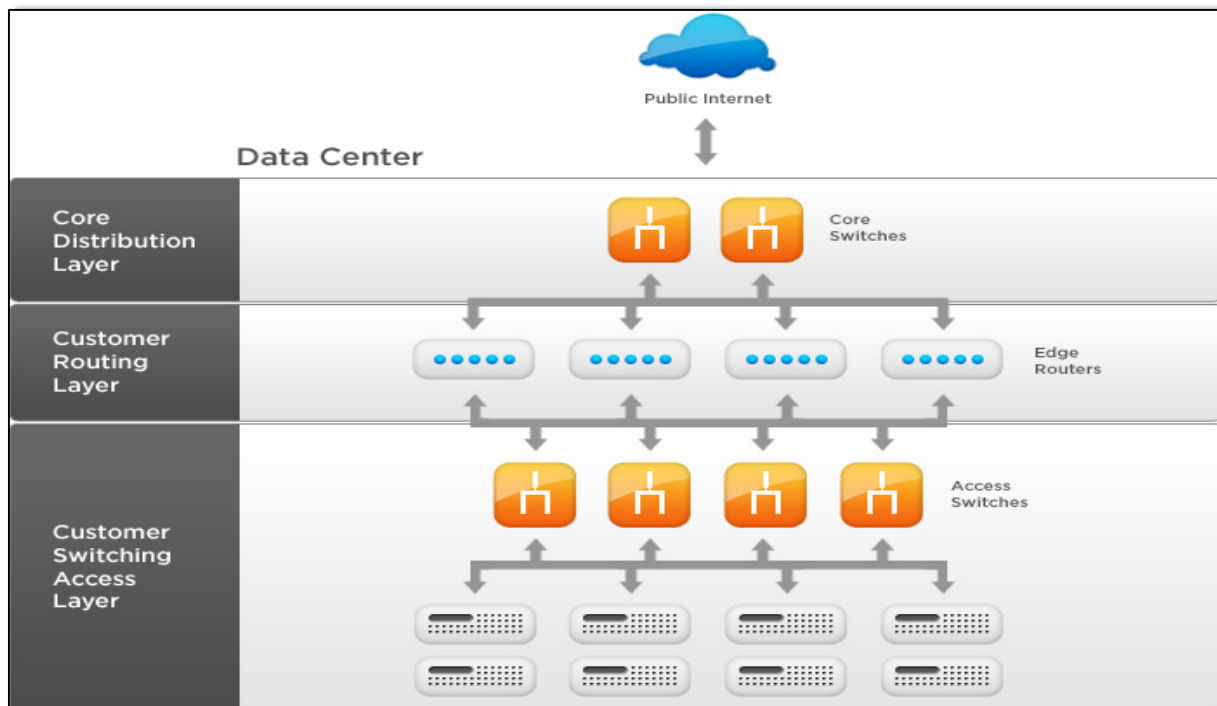 Public Internet
Data Center
Core
Distribution
Layer
Core
Switches
Customer
Routing
Layer
Edge
Routers
Customer
Switching
Access
Layer
Access
Switches